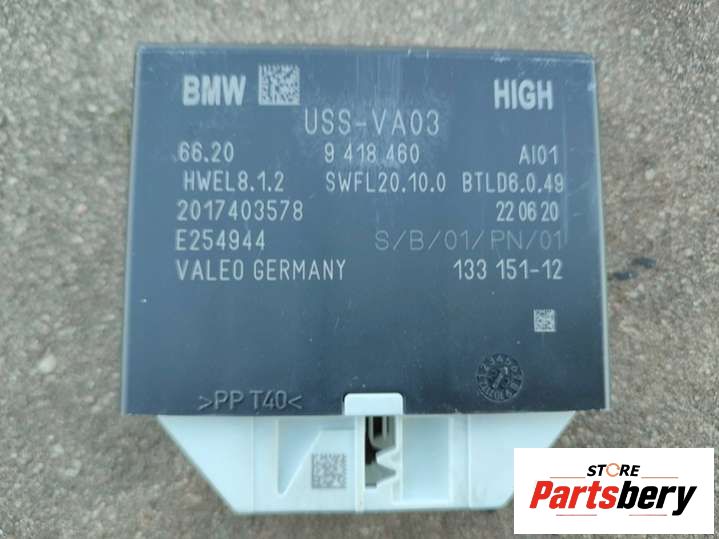 BMW HIGH
USS-VA03
66.20 9 418 460 AI01
HWEL8.1.2 SWFL20.10.0 BTLD6.0.49
2017403578 22 06 20
E254944 S/B/01/PN/01
VALEO GERMANY 133 151-12
>PP T40<
STORE
Partsbery